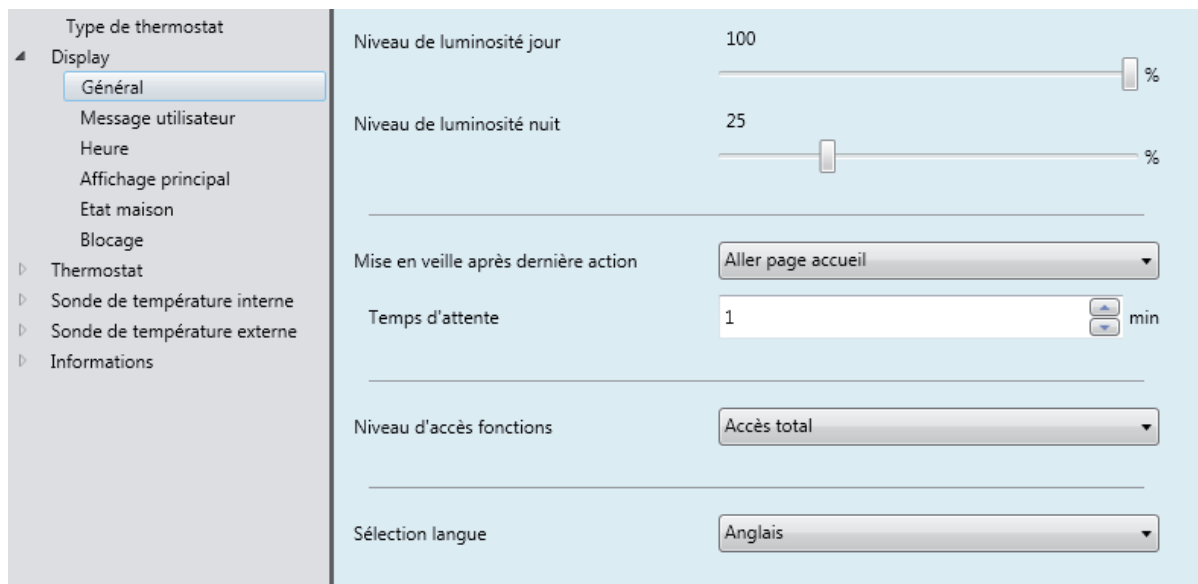 Type de thermostat
Display
Général
Message utilisateur
Heure
Affichage principal
Etat maison
Blocage
Thermostat
Sonde de température interne
Sonde de température externe
Informations
Niveau de luminosité jour
100
%
Niveau de luminosité nuit
25
%
Mise en veille après dernière action
Aller page accueil
Temps d'attente
1
min
Niveau d'accès fonctions
Accès total
Sélection langue
Anglais